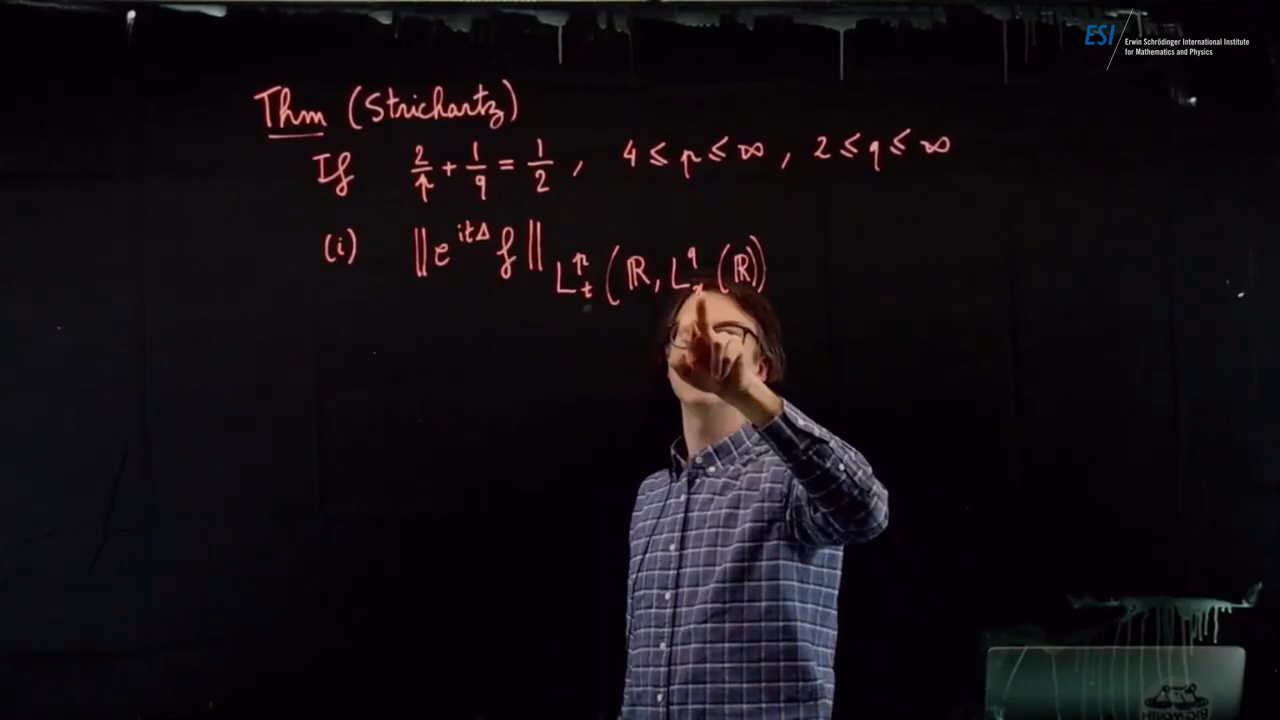 ESI Erwin Schrödinger International Institute
for Mathematics and Physics
Thm (Strichartz)
If 2/p + 1/q = 1/2 , 4 ≤ p ≤ ∞ , 2 ≤ q ≤ ∞
(i) ‖e^{itΔ} f‖_{L^p_t(ℝ, L^q_x(ℝ))}